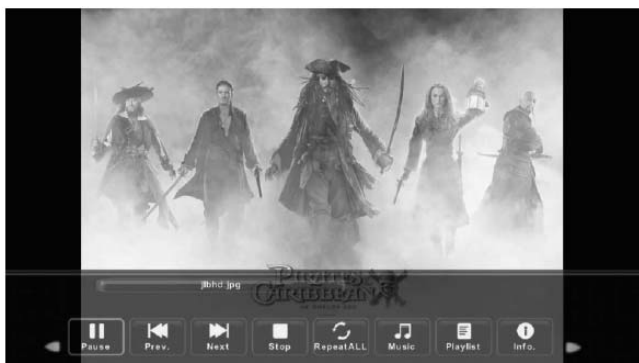 jlbhd.jpg
PIRATES
CARIBBEAN
Pause
Prev.
Next
Stop
RepeatALL
Music
Playlist
Info.